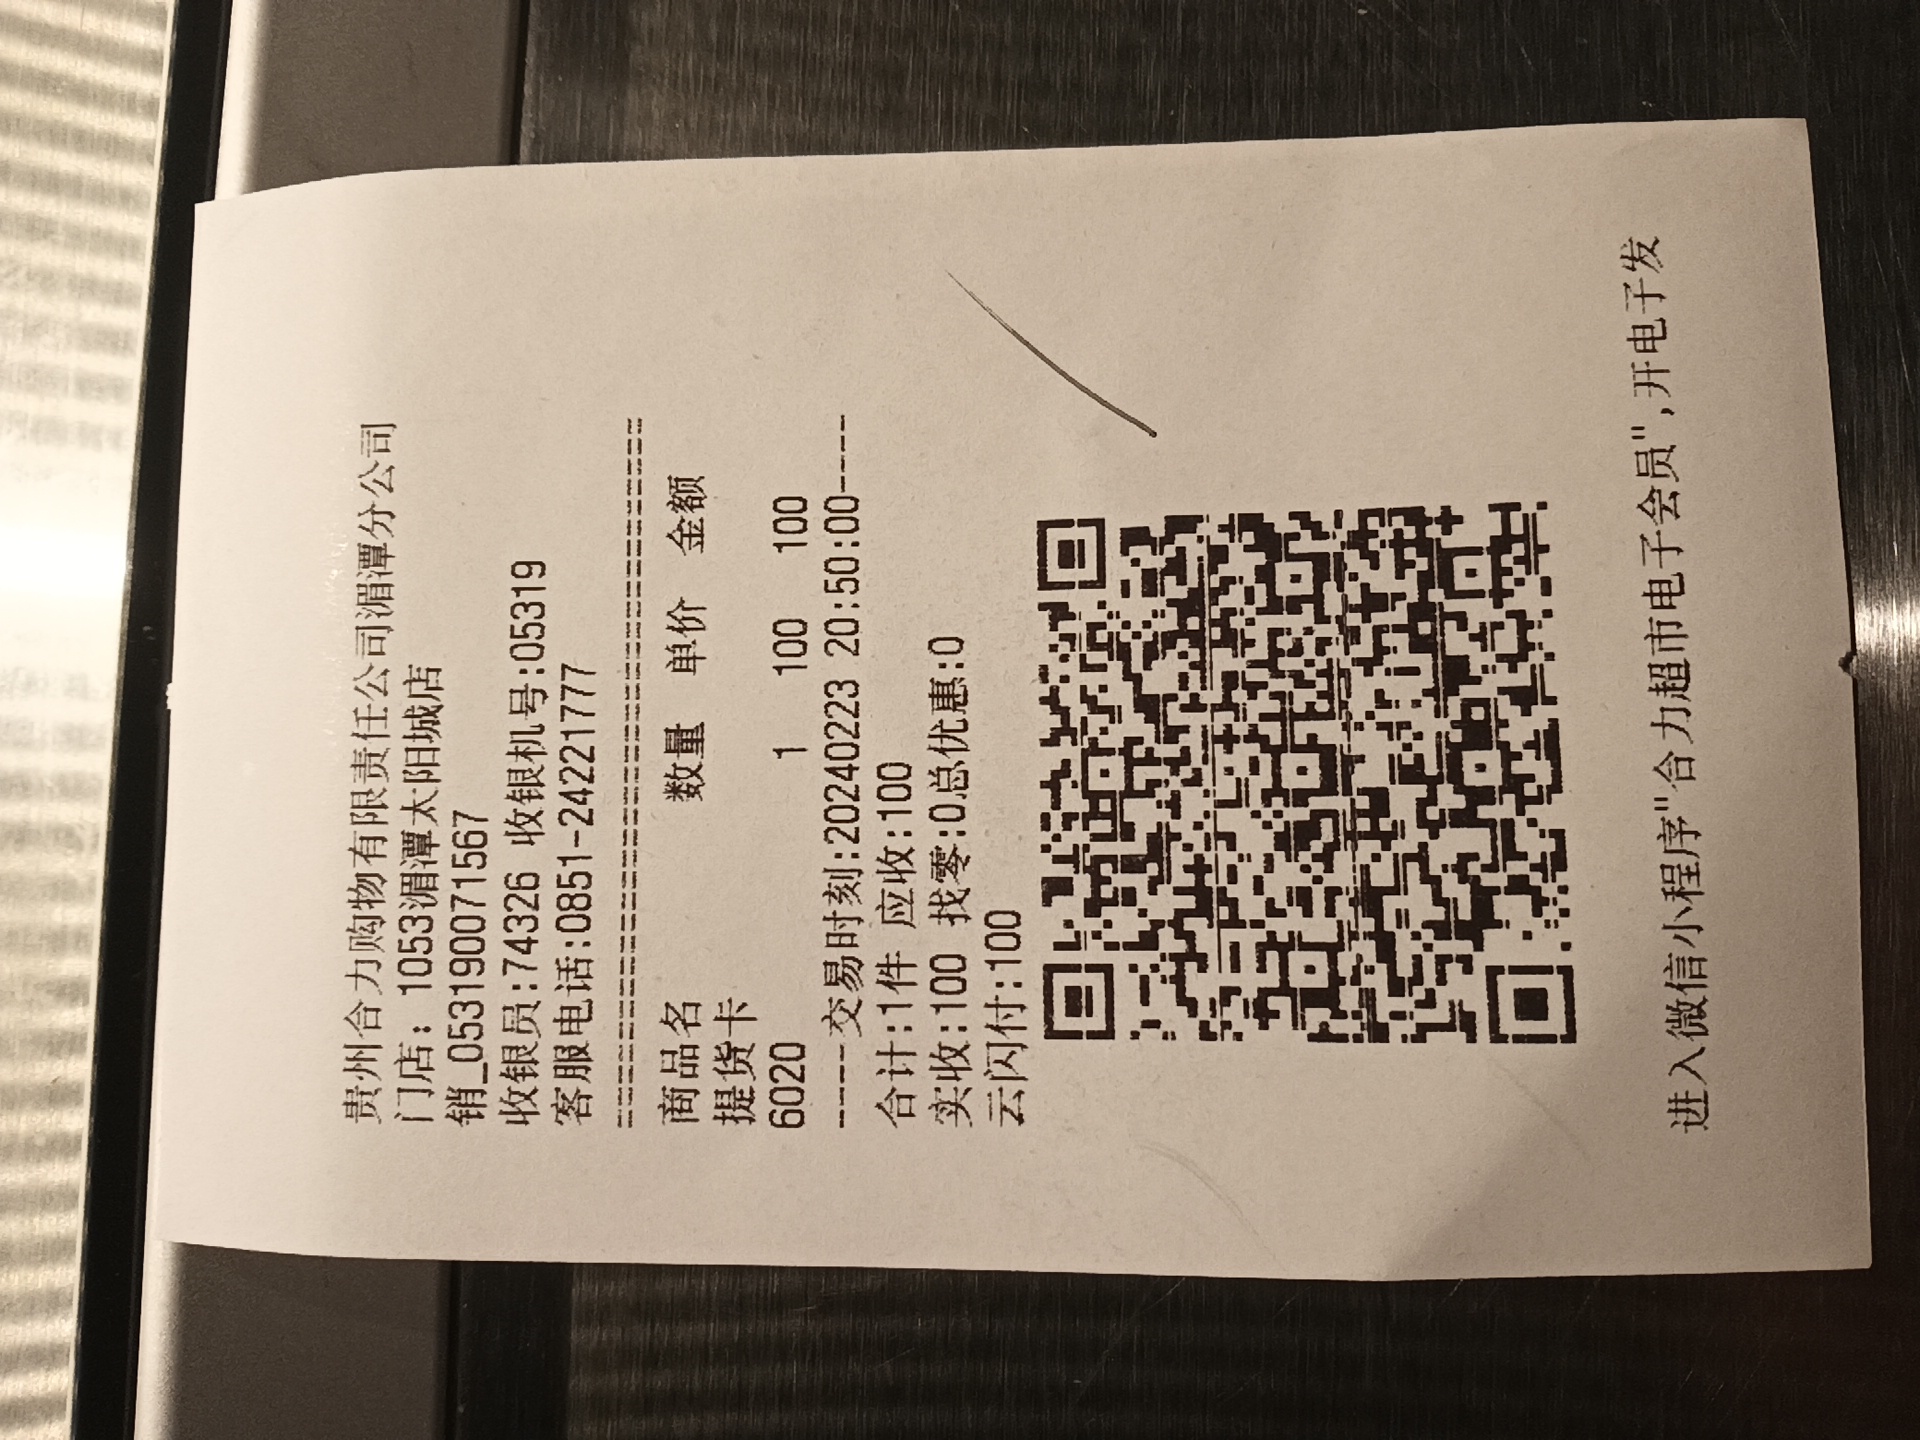 贵州合力购物有限责任公司湄潭分公司
门店：1053湄潭太阳城店
销_053190071567
收银员:74326 收银机号:05319
客服电话:0851-24221777
======================================
商品名 数量 单价 金额
提货卡
6020 1 100 100
----交易时刻:20240223 20:50:00----
合计:1件 应收:100
实收:100 找零:0总优惠:0
云闪付:100
进入微信小程序"合力超市电子会员",开电子发